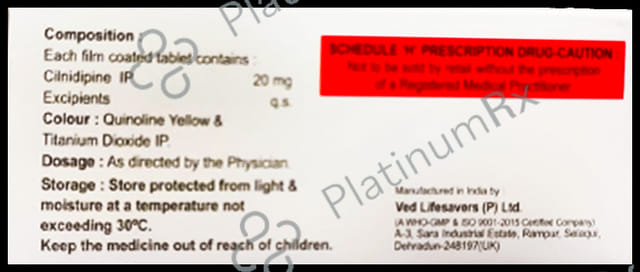 Composition :
Each film coated tablet contains :
Cilnidipine IP 20 mg
Excipients q.s.
Colour : Quinoline Yellow &
Titanium Dioxide IP.
Dosage : As directed by the Physician.
Storage : Store protected from light &
moisture at a temperature not
exceeding 30ºC.
Keep the medicine out of reach of children.
SCHEDULE 'H' PRESCRIPTION DRUG-CAUTION :
Not to be sold by retail without the prescription
of a Registered Medical Practitioner
Manufactured in India by :
Ved Lifesavers (P) Ltd.
(A WHO-GMP & ISO 9001-2015 Certified Company)
A-3, Sara Industrial Estate, Rampur, Selaqui,
Dehradun-248197(UK)
PlatinumRx
PlatinumRx